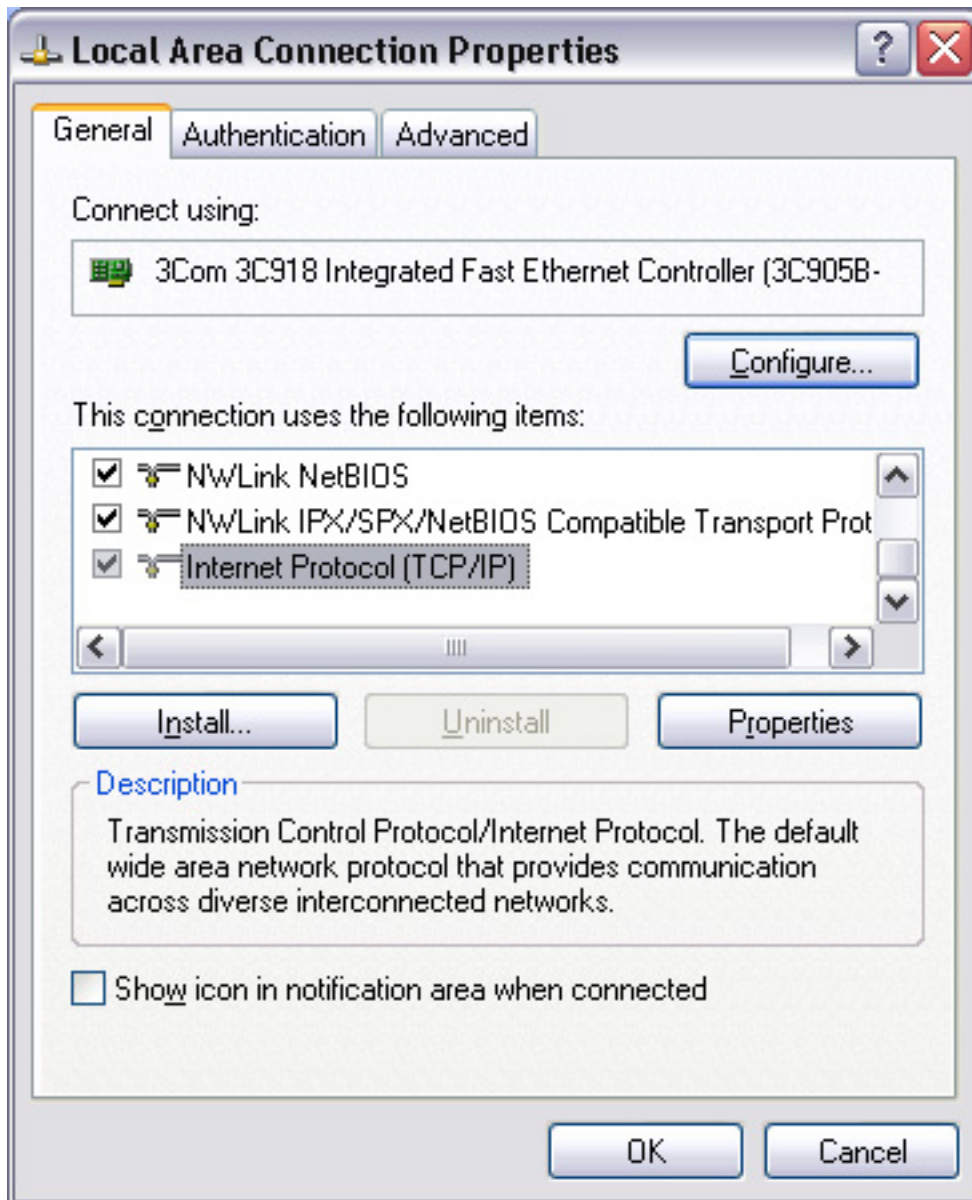 Local Area Connection Properties
?
General
Authentication
Advanced
Connect using:
3Com 3C918 Integrated Fast Ethernet Controller (3C905B-
Configure...
This connection uses the following items:
NWLink NetBIOS
NWLink IPX/SPX/NetBIOS Compatible Transport Prot
Internet Protocol (TCP/IP)
Install...
Uninstall
Properties
Description
Transmission Control Protocol/Internet Protocol. The default
wide area network protocol that provides communication
across diverse interconnected networks.
Show icon in notification area when connected
OK
Cancel